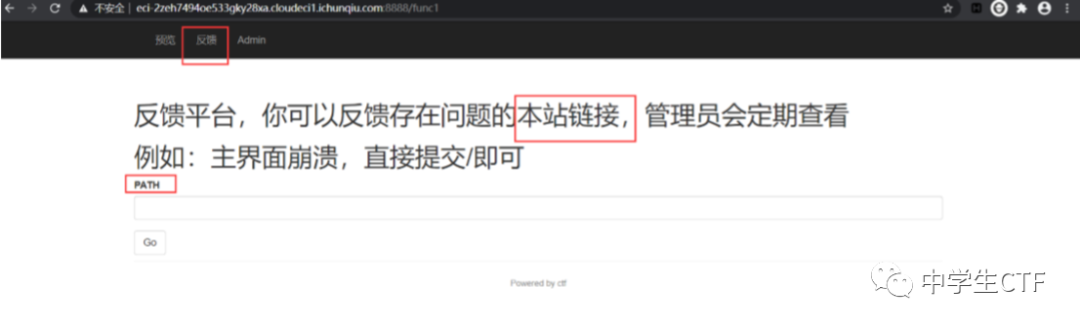 不安全 | eci-2zeh7494oe533gky28xa.cloudeci1.ichunqiu.com:8888/func1
预览 反馈 Admin
反馈平台，你可以反馈存在问题的本站链接，管理员会定期查看
例如：主界面崩溃，直接提交/即可
PATH
Go
Powered by ctf
中学生CTF